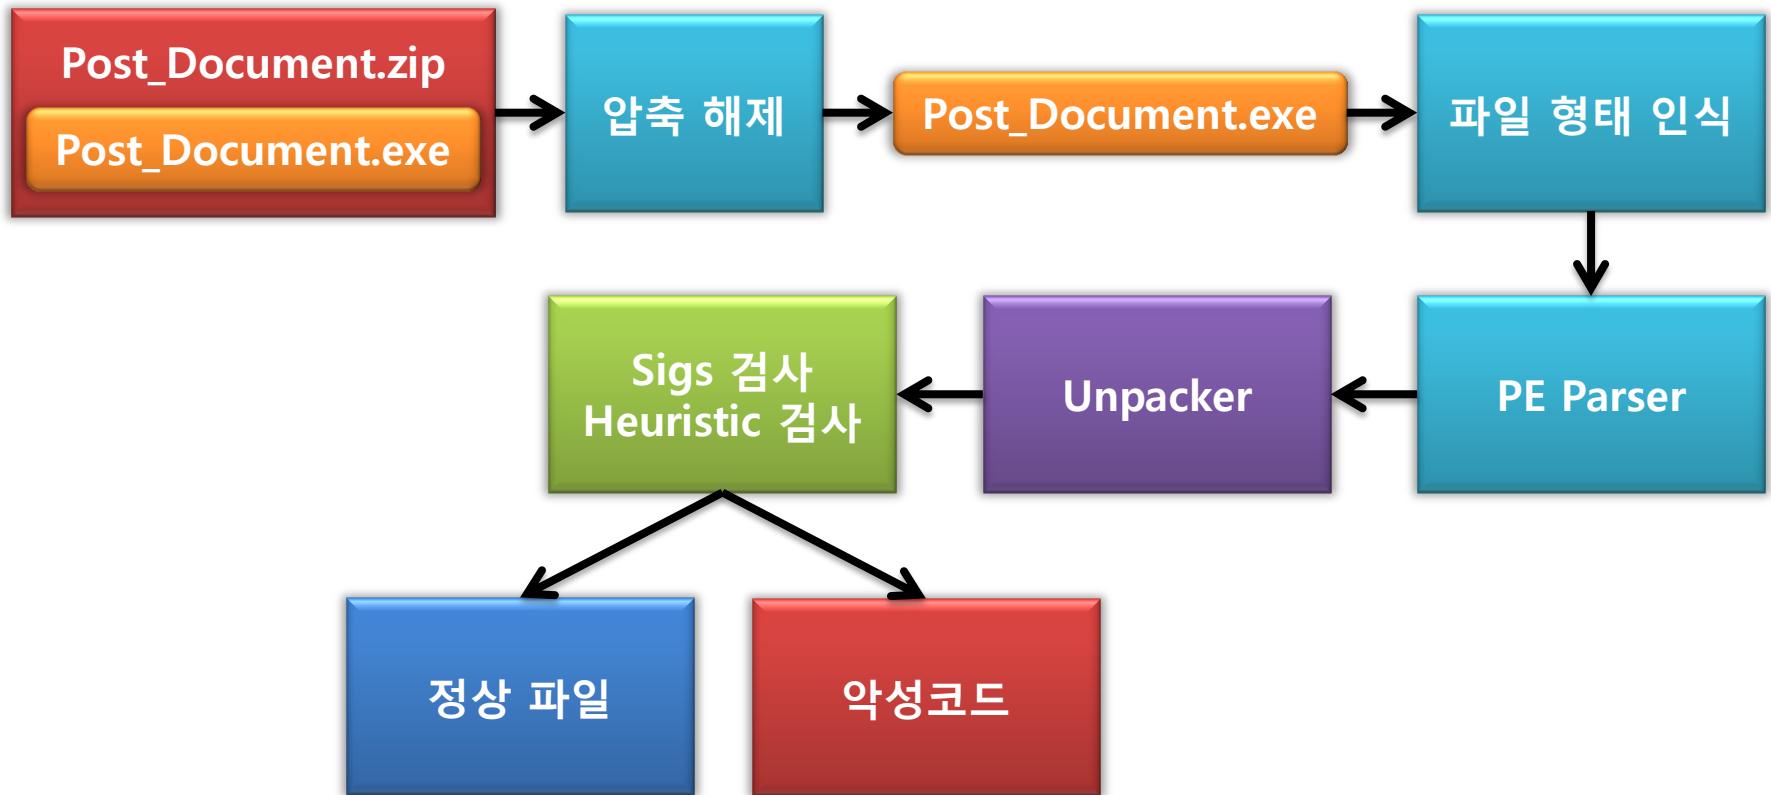 Post_Document.zip
Post_Document.exe
압축 해제
Post_Document.exe
파일 형태 인식
PE Parser
Unpacker
Sigs 검사
Heuristic 검사
정상 파일
악성코드